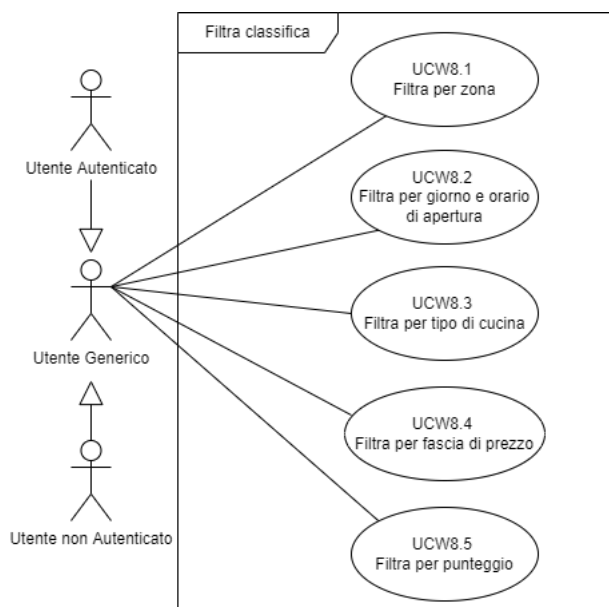 Filtra classifica
UCW8.1
Filtra per zona
Utente Autenticato
UCW8.2
Filtra per giorno e orario
di apertura
UCW8.3
Filtra per tipo di cucina
Utente Generico
UCW8.4
Filtra per fascia di prezzo
Utente non Autenticato
UCW8.5
Filtra per punteggio